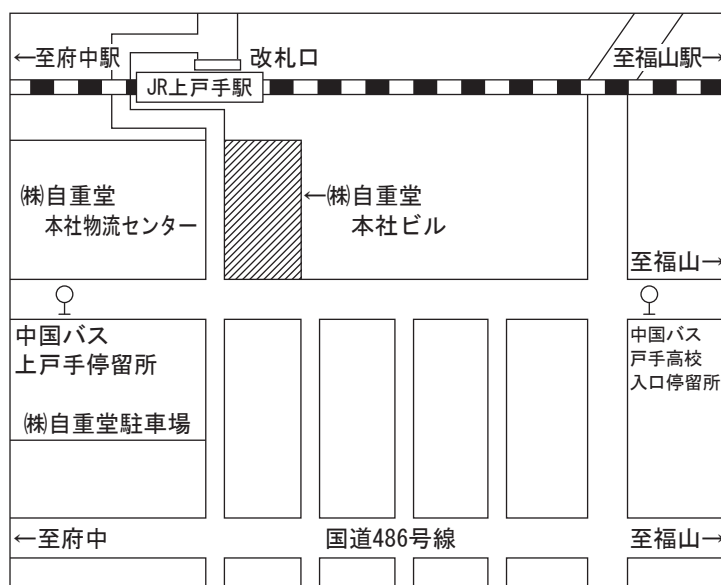 ←至府中駅
改札口
至福山駅→
JR上戸手駅
㈱自重堂
本社物流センター
←㈱自重堂
本社ビル
至福山→
中国バス
上戸手停留所
中国バス
戸手高校
入口停留所
㈱自重堂駐車場
←至府中
国道486号線
至福山→